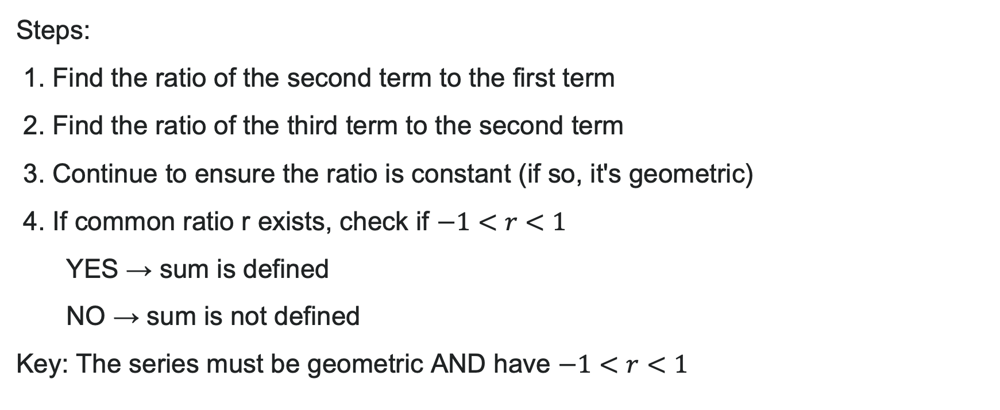 Steps:
1. Find the ratio of the second term to the first term
2. Find the ratio of the third term to the second term
3. Continue to ensure the ratio is constant (if so, it's geometric)
4. If common ratio r exists, check if −1 < r < 1
YES → sum is defined
NO → sum is not defined
Key: The series must be geometric AND have −1 < r < 1